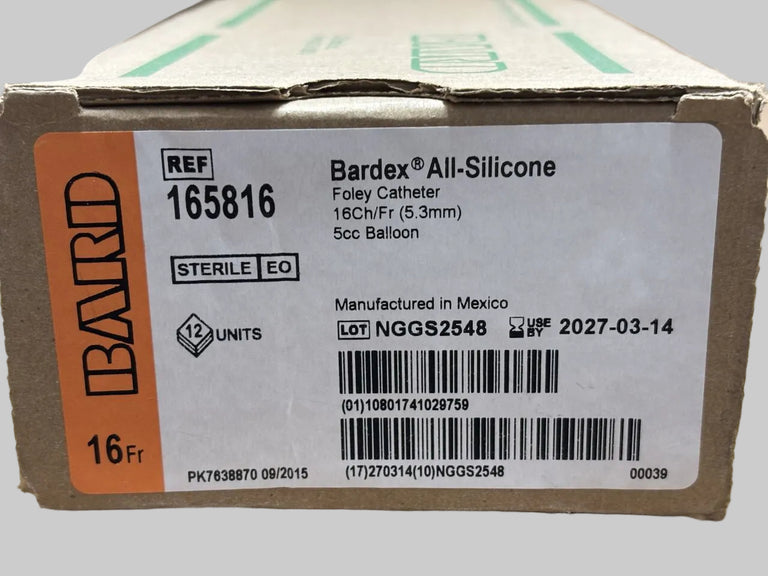 BARD
16 Fr
REF
165816
STERILE EO
12 UNITS
Bardex® All-Silicone
Foley Catheter
16Ch/Fr (5.3mm)
5cc Balloon
Manufactured in Mexico
LOT NGGS2548 USE BY 2027-03-14
(01)10801741029759
(17)270314(10)NGGS2548
PK7638870 09/2015
00039